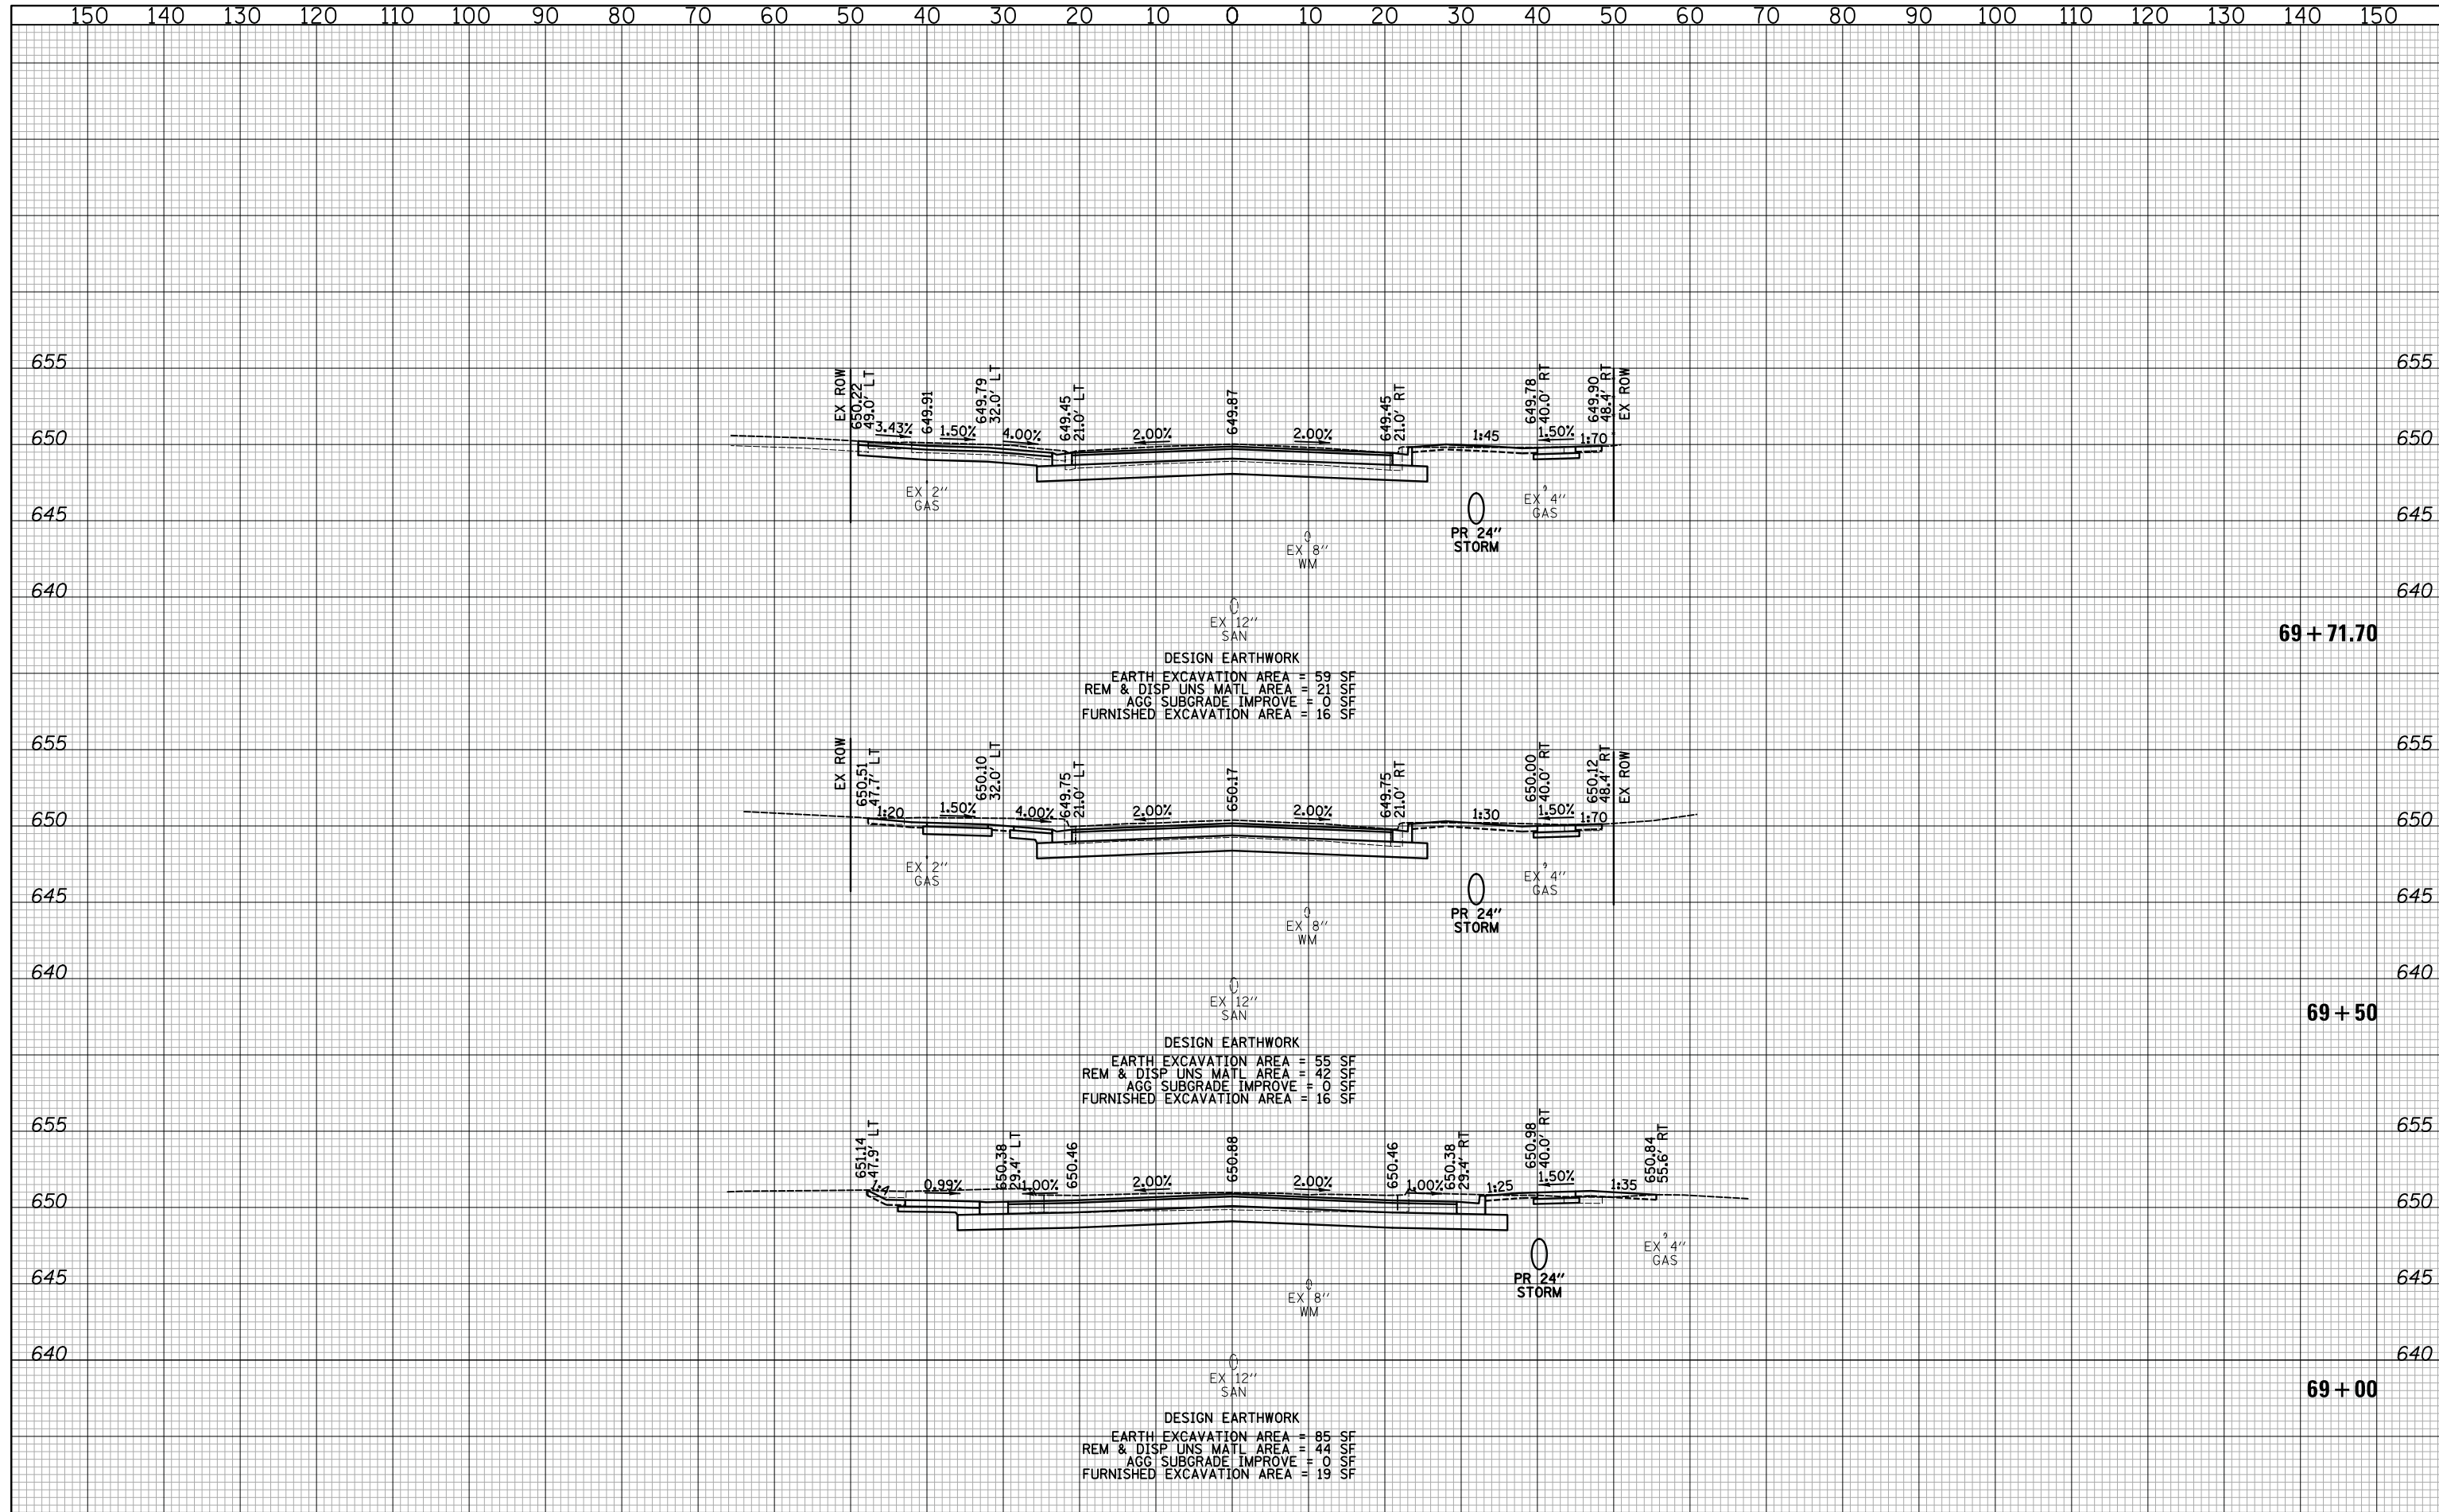 150 140 130 120 110 100 90 80 70 60 50 40 30 20 10 0 10 20 30 40 50 60 70 80 90 100 110 120 130 140 150
655 655
EX ROW
650.22
49.0' LT
649.91
649.79
32.0' LT
649.45
21.0' LT
649.87
649.45
21.0' RT
649.78
40.0' RT
649.90
48.4' RT
EX ROW
650 650
3.43% 1.50% 4.00% 2.00% 2.00% 1:45 1.50% 1:70
EX 2"
GAS
EX 4"
GAS
645 645
PR 24"
STORM
EX 8"
WM
640 640
EX 12"
SAN
69+71.70
DESIGN EARTHWORK
EARTH EXCAVATION AREA = 59 SF
REM & DISP UNS MATL AREA = 21 SF
AGG SUBGRADE IMPROVE = 0 SF
FURNISHED EXCAVATION AREA = 16 SF
655 655
EX ROW
650.51
47.7' LT
650.10
32.0' LT
649.75
21.0' LT
650.17
649.75
21.0' RT
650.00
40.0' RT
650.12
48.4' RT
EX ROW
650 650
1:20 1.50% 4.00% 2.00% 2.00% 1:30 1.50% 1:70
EX 2"
GAS
EX 4"
GAS
645 645
PR 24"
STORM
EX 8"
WM
640 640
EX 12"
SAN
69+50
DESIGN EARTHWORK
EARTH EXCAVATION AREA = 55 SF
REM & DISP UNS MATL AREA = 42 SF
AGG SUBGRADE IMPROVE = 0 SF
FURNISHED EXCAVATION AREA = 16 SF
655 655
651.14
47.9' LT
650.38
29.4' LT
650.46
650.88
650.46
650.38
29.4' RT
650.98
40.0' RT
650.84
55.6' RT
650 650
1:4 0.99% 1.00% 2.00% 2.00% 1.00% 1:25 1.50% 1:35
EX 4"
GAS
645 645
PR 24"
STORM
EX 8"
WM
640 640
EX 12"
SAN
69+00
DESIGN EARTHWORK
EARTH EXCAVATION AREA = 85 SF
REM & DISP UNS MATL AREA = 44 SF
AGG SUBGRADE IMPROVE = 0 SF
FURNISHED EXCAVATION AREA = 19 SF